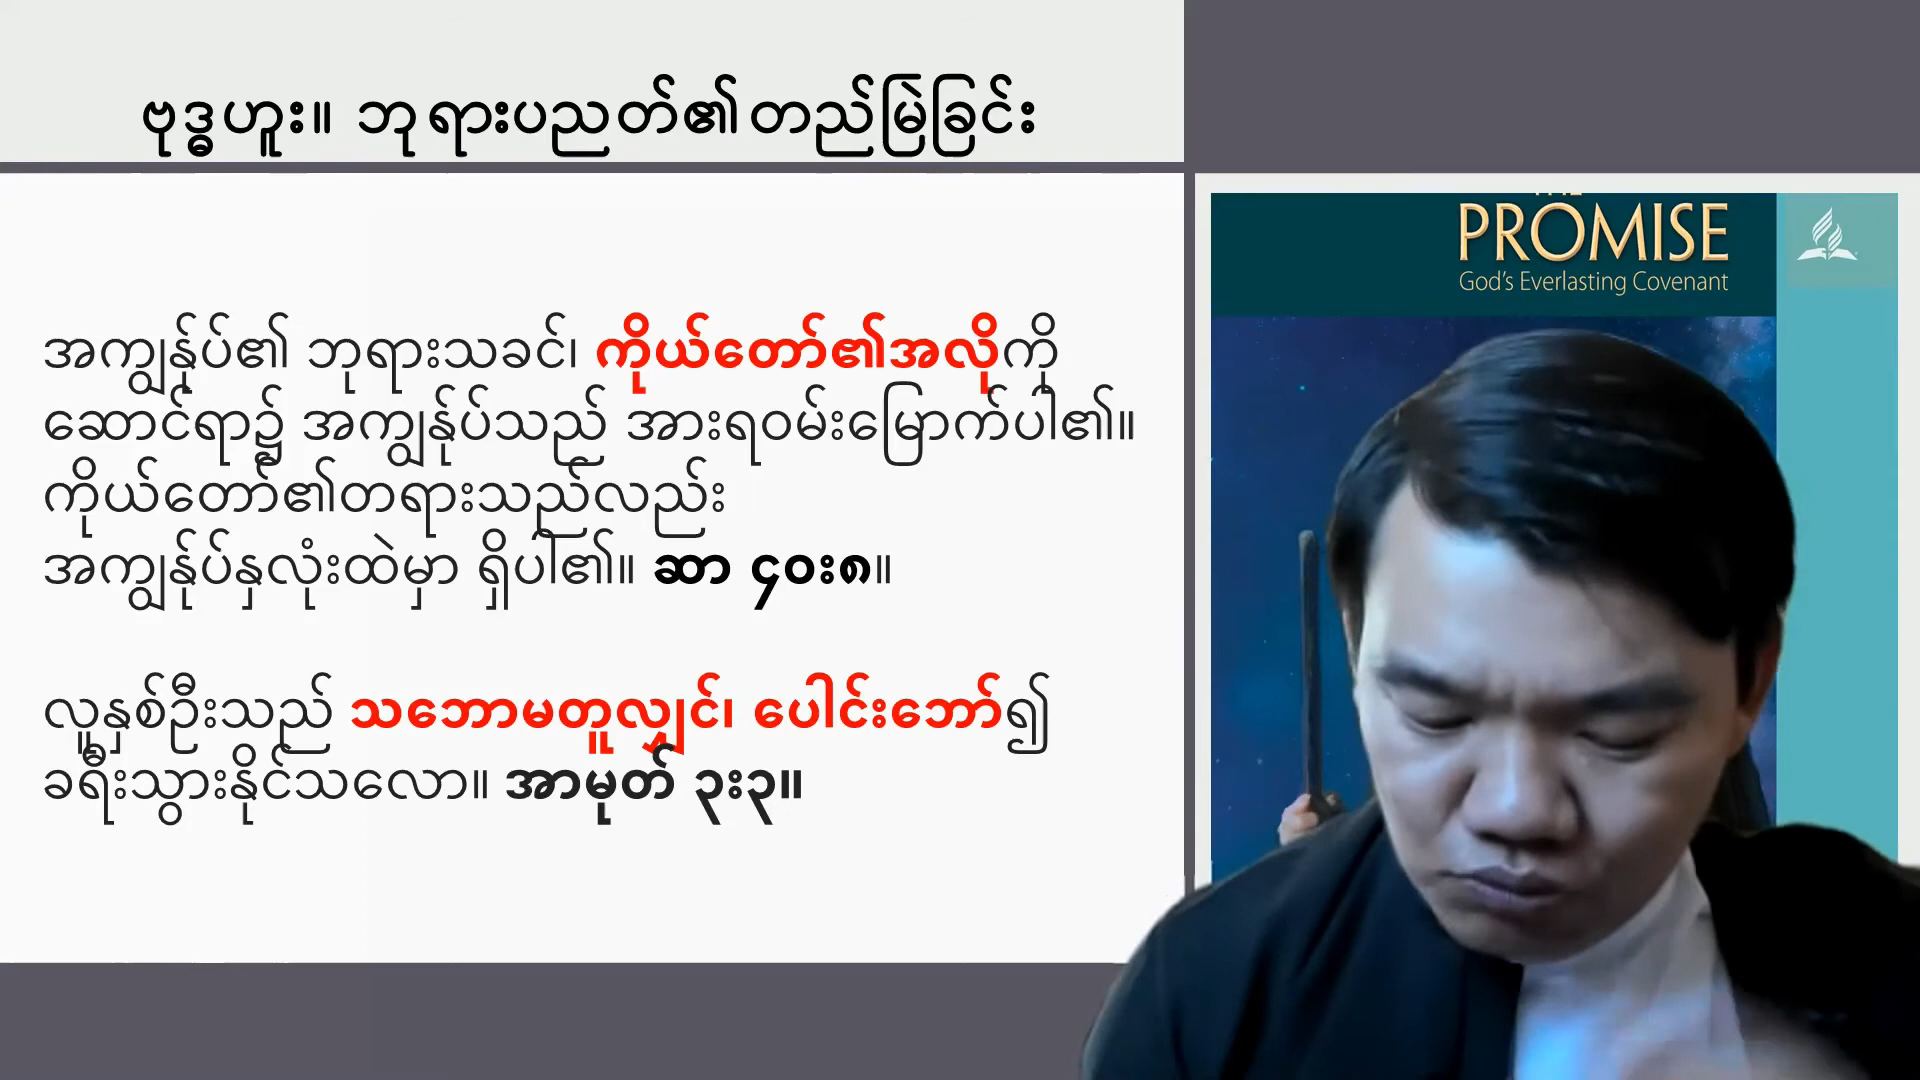 ဗုဒ္ဓဟူး။ ဘုရားပညတ်၏တည်မြဲခြင်း
အကျွန်ုပ်၏ ဘုရားသခင်၊ ကိုယ်တော်၏အလိုကို
ဆောင်ရာ၌ အကျွန်ုပ်သည် အားရဝမ်းမြောက်ပါ၏။
ကိုယ်တော်၏တရားသည်လည်း
အကျွန်ုပ်နှလုံးထဲမှာ ရှိပါ၏။ ဆာ ၄၀း၈။
လူနှစ်ဦးသည် သဘောမတူလျှင်၊ ပေါင်းဘော်၍
ခရီးသွားနိုင်သလော။ အာမုတ် ၃း၃။
THE
PROMISE
God's Everlasting Covenant